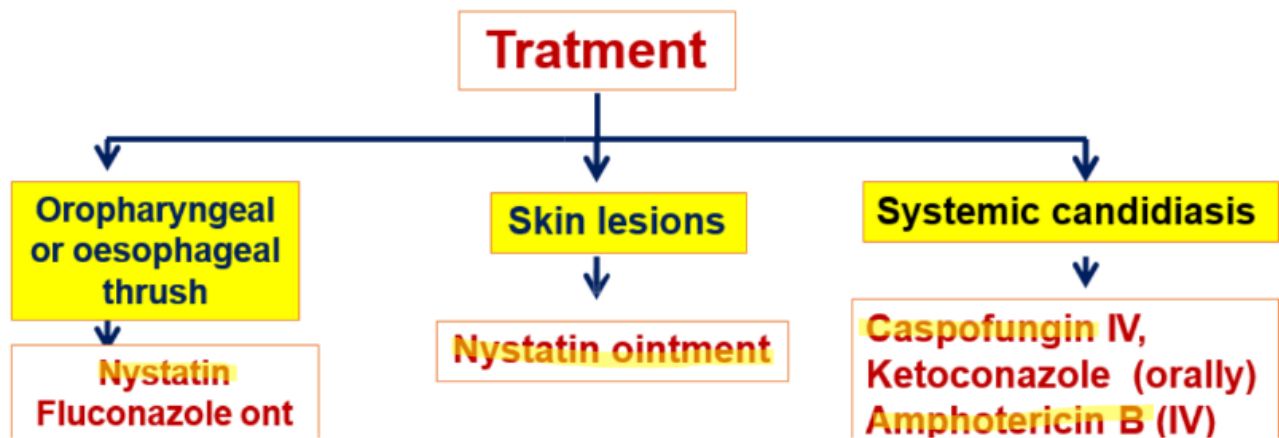 Tratment
Oropharyngeal
or oesophageal
thrush
Nystatin
Fluconazole ont
Skin lesions
Nystatin ointment
Systemic candidiasis
Caspofungin IV,
Ketoconazole (orally)
Amphotericin B (IV)